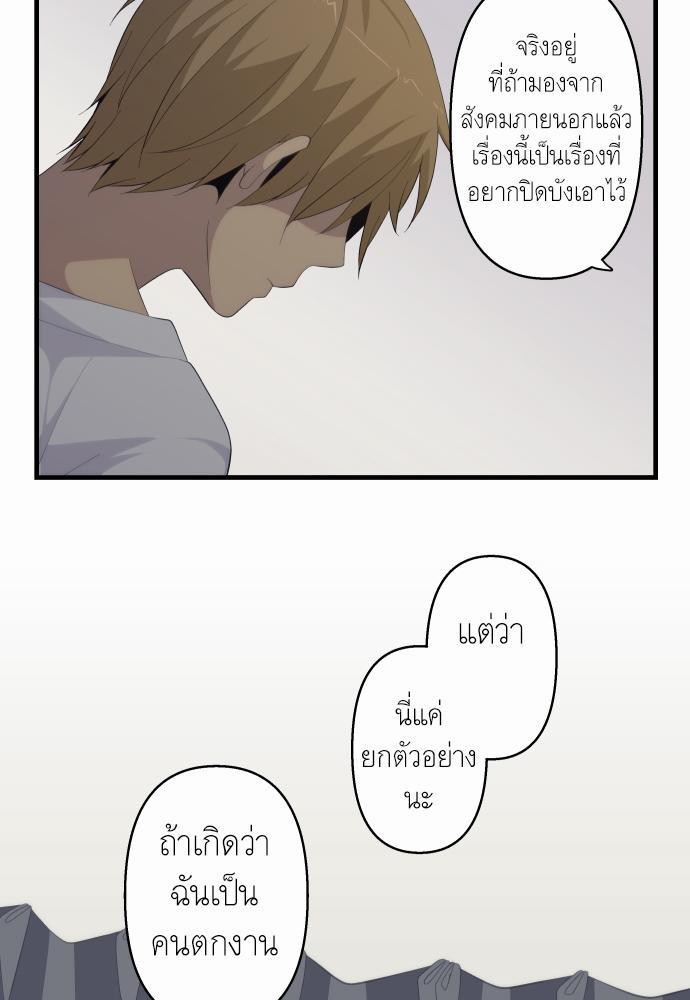 จริงอยู่
ที่ถ้ามองจาก
สังคมภายนอกแล้ว
เรื่องนี้เป็นเรื่องที่
อยากปิดบังเอาไว้
แต่ว่า
นี่แค่
ยกตัวอย่าง
นะ
ถ้าเกิดว่า
ฉันเป็น
คนตกงาน